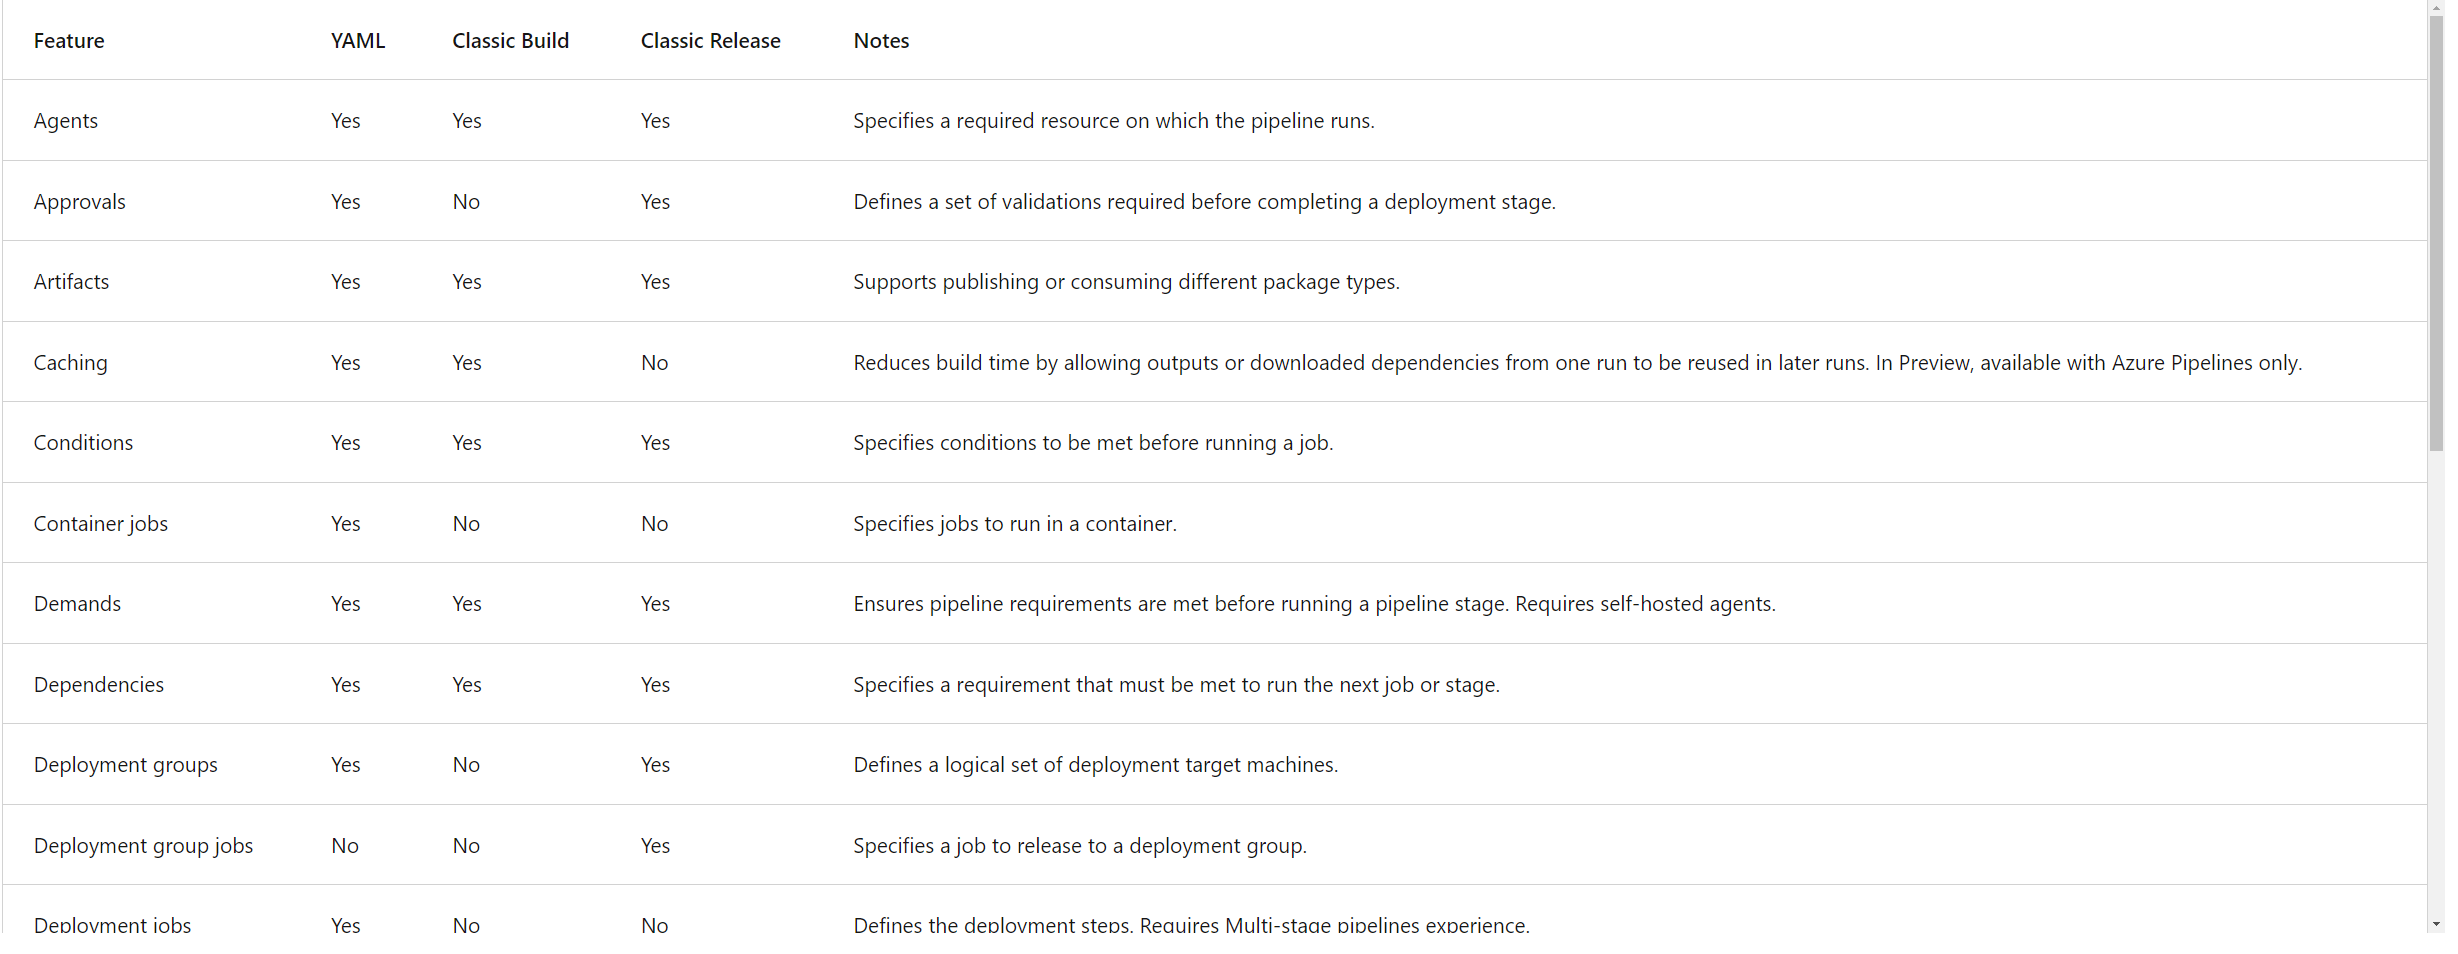 Feature YAML Classic Build Classic Release Notes
Agents Yes Yes Yes Specifies a required resource on which the pipeline runs.
Approvals Yes No Yes Defines a set of validations required before completing a deployment stage.
Artifacts Yes Yes Yes Supports publishing or consuming different package types.
Caching Yes Yes No Reduces build time by allowing outputs or downloaded dependencies from one run to be reused in later runs. In Preview, available with Azure Pipelines only.
Conditions Yes Yes Yes Specifies conditions to be met before running a job.
Container jobs Yes No No Specifies jobs to run in a container.
Demands Yes Yes Yes Ensures pipeline requirements are met before running a pipeline stage. Requires self-hosted agents.
Dependencies Yes Yes Yes Specifies a requirement that must be met to run the next job or stage.
Deployment groups Yes No Yes Defines a logical set of deployment target machines.
Deployment group jobs No No Yes Specifies a job to release to a deployment group.
Deployment jobs Yes No No Defines the deployment steps. Requires Multi-stage pipelines experience.